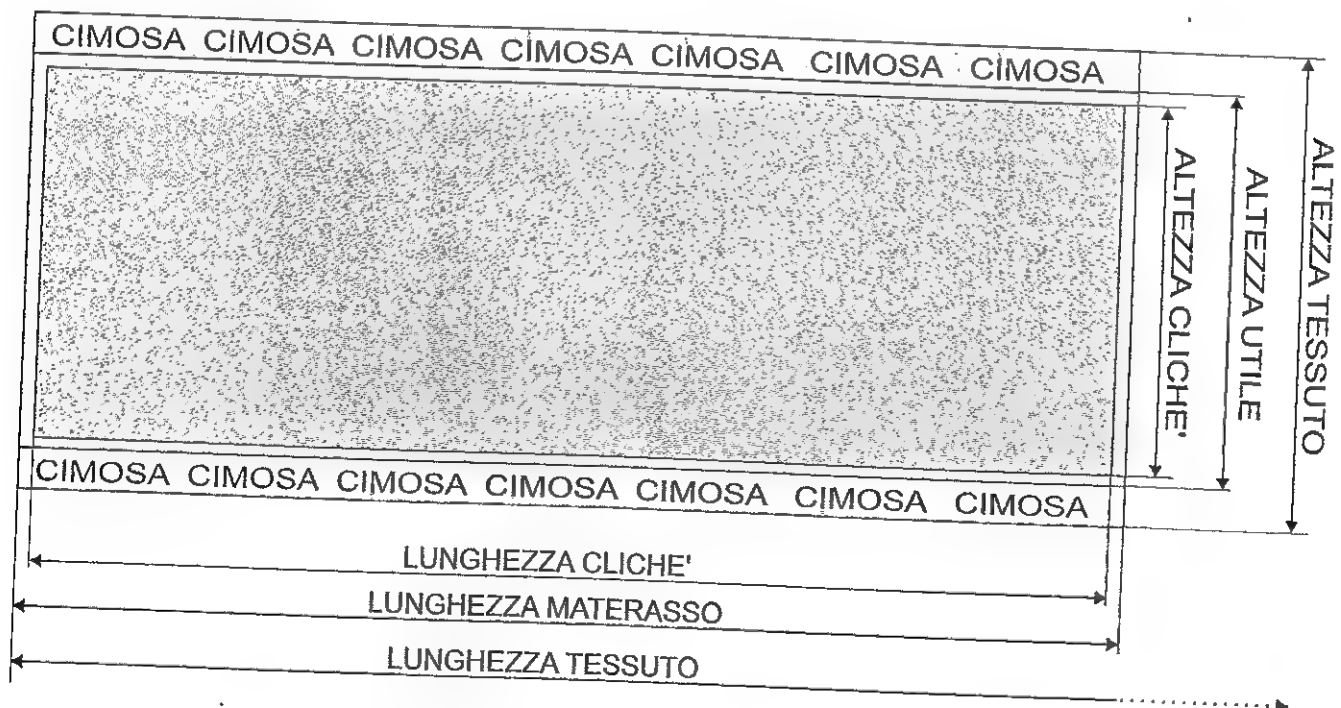 CIMOSA CIMOSA CIMOSA CIMOSA CIMOSA CIMOSA CIMOSA
ALTEZZA CLICHE'
ALTEZZA UTILE
ALTEZZA TESSUTO
CIMOSA CIMOSA CIMOSA CIMOSA CIMOSA CIMOSA CIMOSA
LUNGHEZZA CLICHE'
LUNGHEZZA MATERASSO
LUNGHEZZA TESSUTO